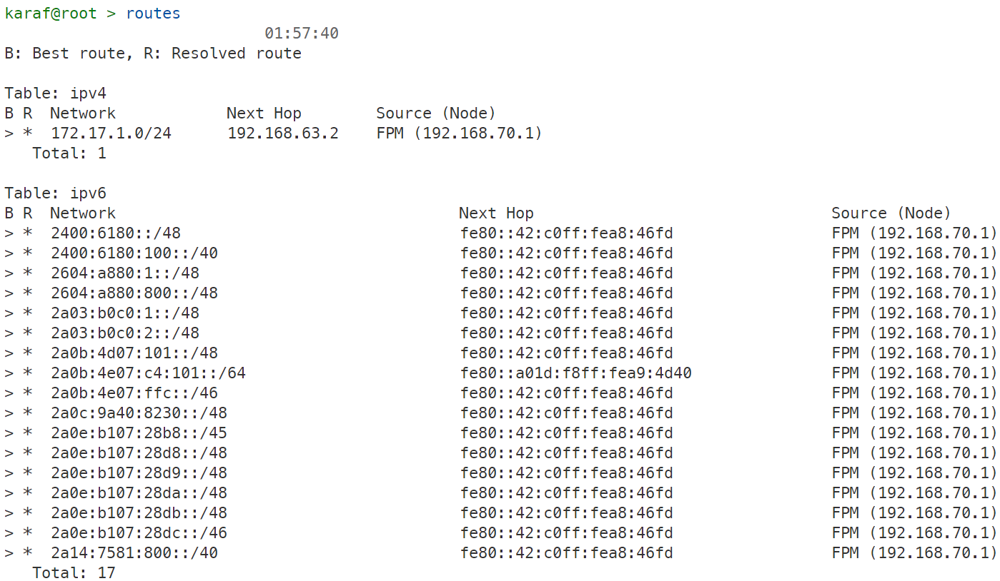 karaf@root > routes
01:57:40
B: Best route, R: Resolved route
Table: ipv4
B R  Network            Next Hop        Source (Node)
> *  172.17.1.0/24      192.168.63.2    FPM (192.168.70.1)
   Total: 1
Table: ipv6
B R  Network                                     Next Hop                                Source (Node)
> *  2400:6180::/48                              fe80::42:c0ff:fea8:46fd                 FPM (192.168.70.1)
> *  2400:6180:100::/40                          fe80::42:c0ff:fea8:46fd                 FPM (192.168.70.1)
> *  2604:a880:1::/48                            fe80::42:c0ff:fea8:46fd                 FPM (192.168.70.1)
> *  2604:a880:800::/48                          fe80::42:c0ff:fea8:46fd                 FPM (192.168.70.1)
> *  2a03:b0c0:1::/48                            fe80::42:c0ff:fea8:46fd                 FPM (192.168.70.1)
> *  2a03:b0c0:2::/48                            fe80::42:c0ff:fea8:46fd                 FPM (192.168.70.1)
> *  2a0b:4d07:101::/48                          fe80::42:c0ff:fea8:46fd                 FPM (192.168.70.1)
> *  2a0b:4e07:c4:101::/64                       fe80::a01d:f8ff:fea9:4d40               FPM (192.168.70.1)
> *  2a0b:4e07:ffc::/46                          fe80::42:c0ff:fea8:46fd                 FPM (192.168.70.1)
> *  2a0c:9a40:8230::/48                         fe80::42:c0ff:fea8:46fd                 FPM (192.168.70.1)
> *  2a0e:b107:28b8::/45                         fe80::42:c0ff:fea8:46fd                 FPM (192.168.70.1)
> *  2a0e:b107:28d8::/48                         fe80::42:c0ff:fea8:46fd                 FPM (192.168.70.1)
> *  2a0e:b107:28d9::/48                         fe80::42:c0ff:fea8:46fd                 FPM (192.168.70.1)
> *  2a0e:b107:28da::/48                         fe80::42:c0ff:fea8:46fd                 FPM (192.168.70.1)
> *  2a0e:b107:28db::/48                         fe80::42:c0ff:fea8:46fd                 FPM (192.168.70.1)
> *  2a0e:b107:28dc::/46                         fe80::42:c0ff:fea8:46fd                 FPM (192.168.70.1)
> *  2a14:7581:800::/40                          fe80::42:c0ff:fea8:46fd                 FPM (192.168.70.1)
   Total: 17